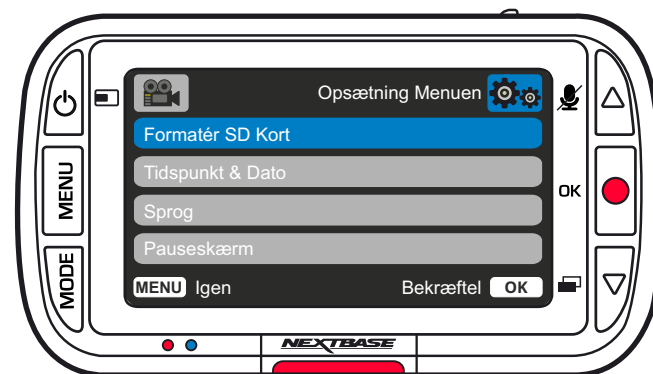 Opsætning Menuen
Formatér SD Kort
Tidspunkt & Dato
Sprog
Pauseskærm
MENU Igen Bekræftel OK
MENU
MODE
OK
NEXTBASE